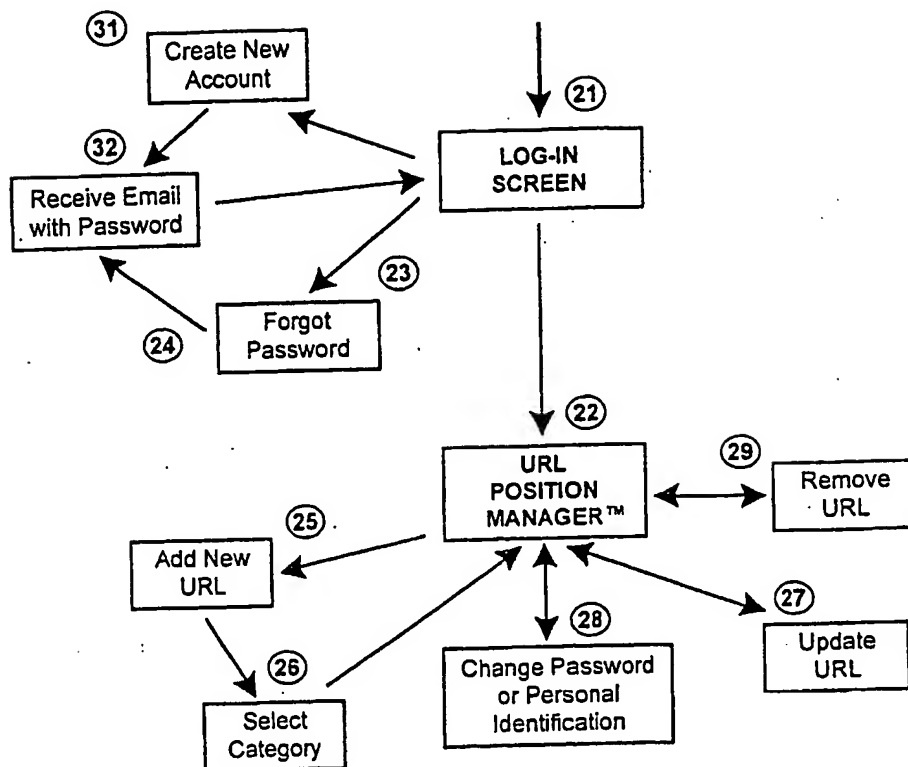 31
Create New
Account
21
LOG-IN
SCREEN
32
Receive Email
with Password
23
Forgot
Password
24
22
URL
POSITION
MANAGER™
29
Remove
URL
25
Add New
URL
26
Select
Category
28
Change Password
or Personal
Identification
27
Update
URL